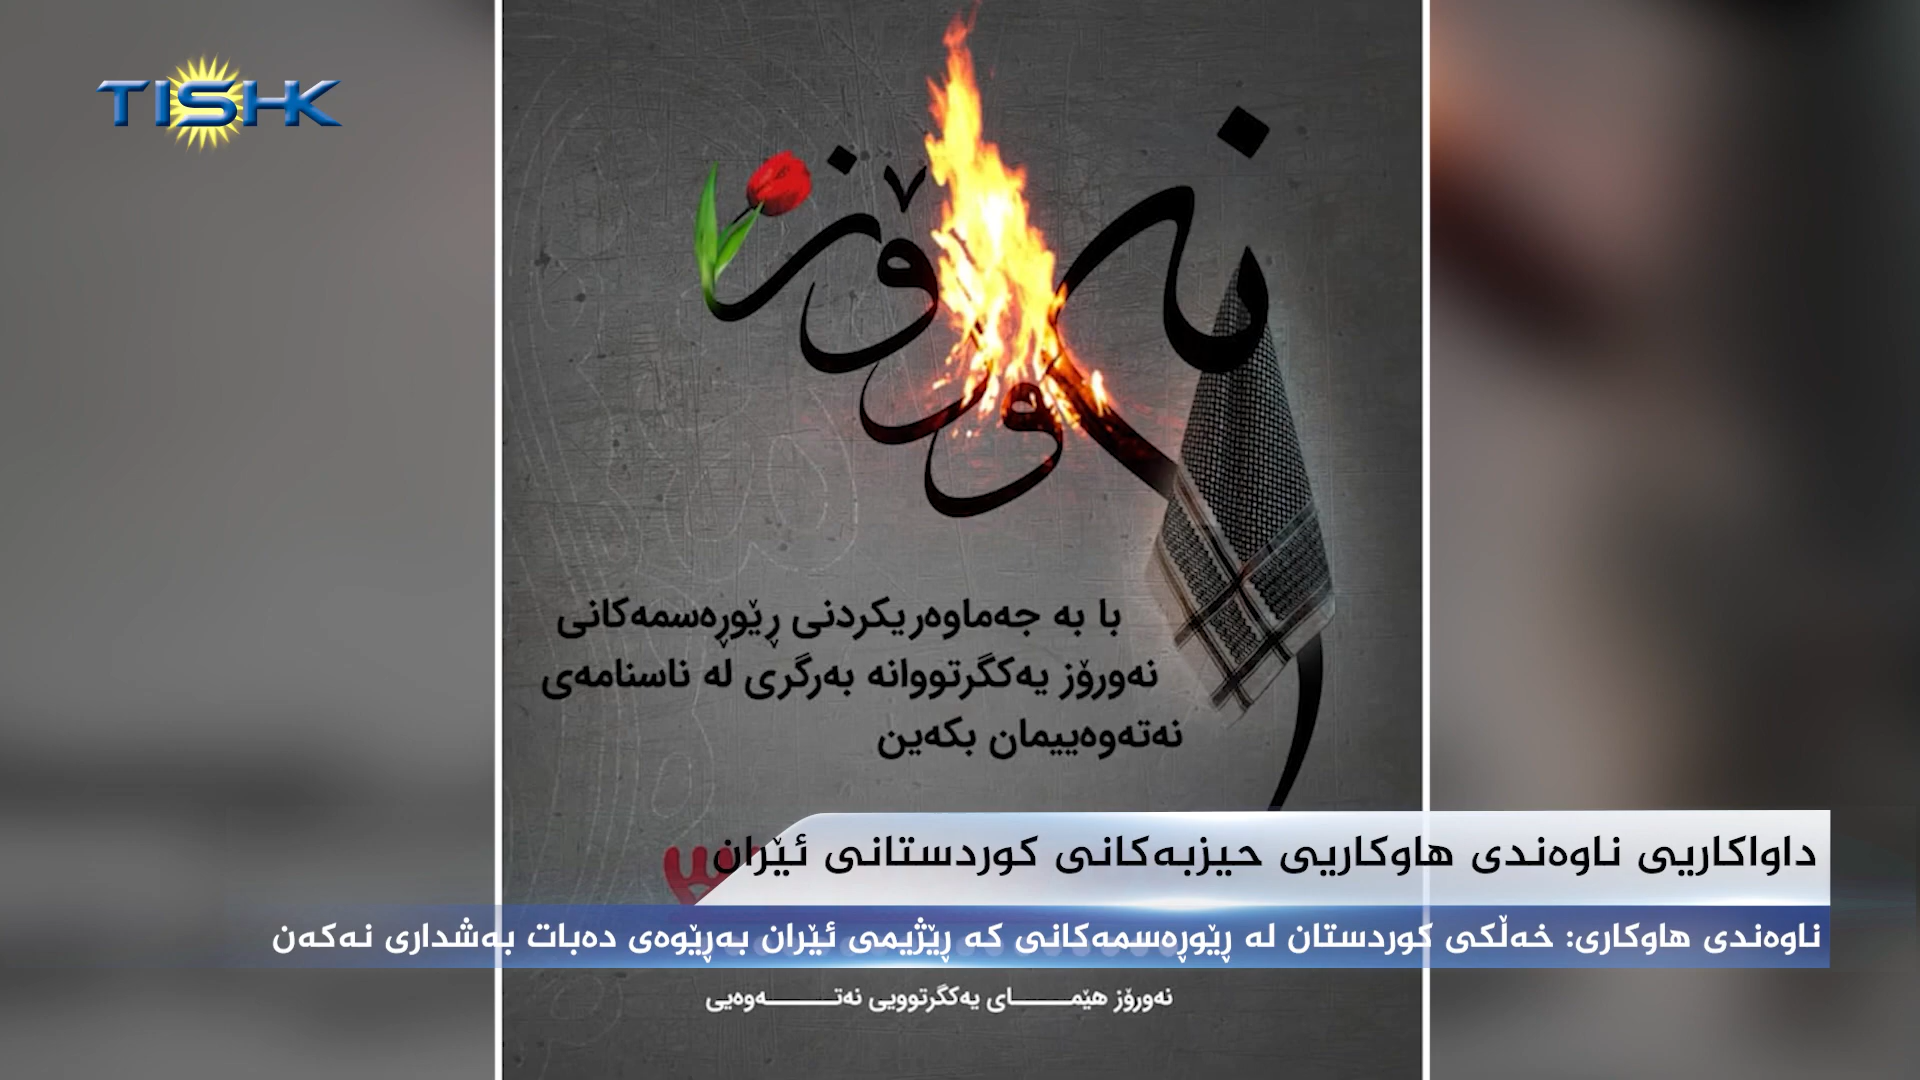 TISHK
نەورۆز
با بە جەماوەریکردنی ڕێوڕەسمەکانی
نەورۆز یەکگرتووانە بەرگری لە ناسنامەی
نەتەوەییمان بکەین
داواکاریی ناوەندی هاوکاریی حیزبەکانی کوردستانی ئێران
ناوەندی هاوکاری: خەڵکی کوردستان لە ڕێوڕەسمەکانی کە ڕێژیمی ئێران بەڕێوەی دەبات بەشداری نەکەن
نەورۆز هێمـــــای یەکگرتوویی نەتـــــــەوەیی